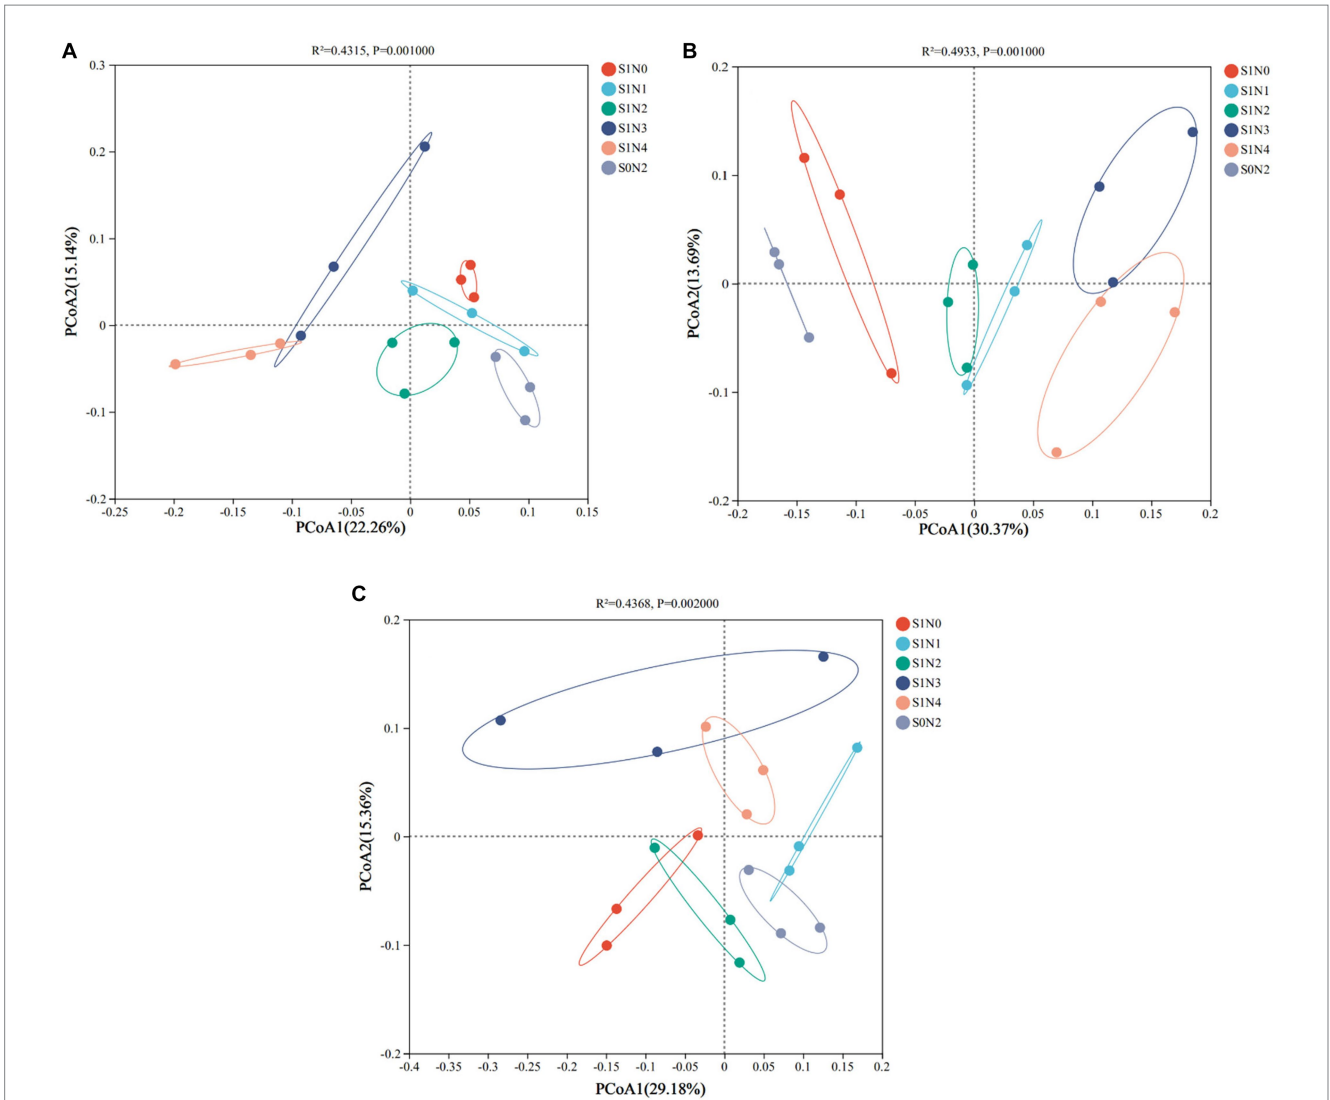 A
R²=0.4315, P=0.001000
0.3
0.2
0.1
0
-0.1
-0.2
PCoA2(15.14%)
-0.25 -0.2 -0.15 -0.1 -0.05 0 0.05 0.1 0.15
PCoA1(22.26%)
S1N0
S1N1
S1N2
S1N3
S1N4
S0N2
B
R²=0.4933, P=0.001000
0.2
0.1
0
-0.1
-0.2
PCoA2(13.69%)
-0.2 -0.15 -0.1 -0.05 0 0.05 0.1 0.15 0.2
PCoA1(30.37%)
S1N0
S1N1
S1N2
S1N3
S1N4
S0N2
C
R²=0.4368, P=0.002000
0.2
0.1
0
-0.1
-0.2
PCoA2(15.36%)
-0.4 -0.35 -0.3 -0.25 -0.2 -0.15 -0.1 -0.05 0 0.05 0.1 0.15 0.2
PCoA1(29.18%)
S1N0
S1N1
S1N2
S1N3
S1N4
S0N2